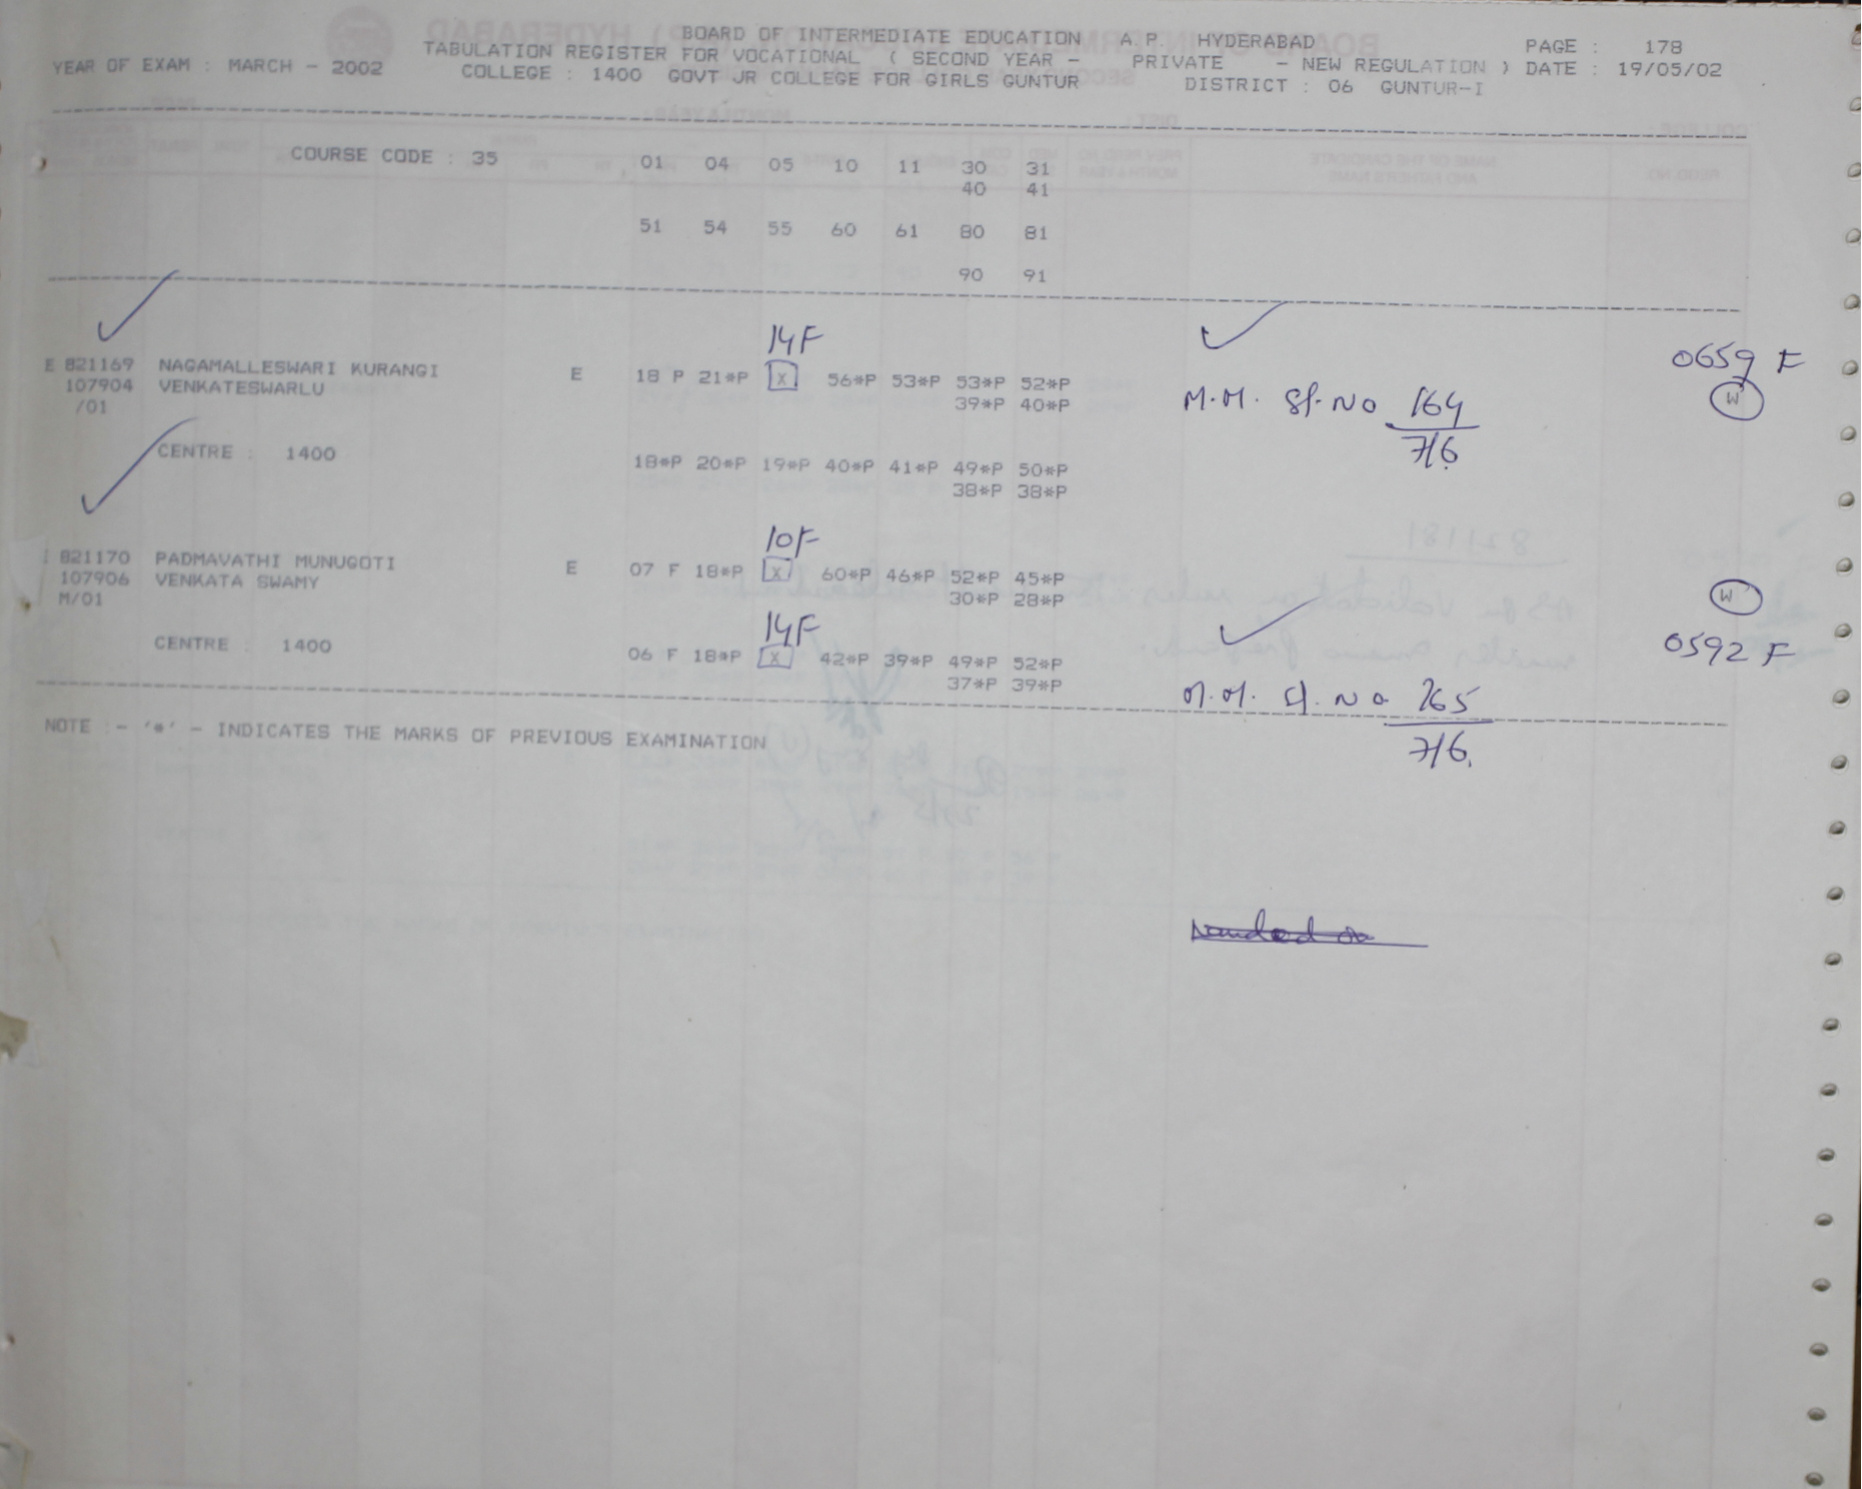 BOARD OF INTERMEDIATE EDUCATION A.P. HYDERABAD
PAGE : 178
YEAR OF EXAM : MARCH - 2002 TABULATION REGISTER FOR VOCATIONAL ( SECOND YEAR - PRIVATE - NEW REGULATION ) DATE : 19/05/02
COLLEGE : 1400 GOVT JR COLLEGE FOR GIRLS GUNTUR DISTRICT : 06 GUNTUR-I
COURSE CODE : 35 01 04 05 10 11 30 31
40 41
51 54 55 60 61 80 81
90 91
14F
E 821169 NAGAMALLESWARI KURANGI E 18 P 21*P X 56*P 53*P 53*P 52*P 0659 F
107904 VENKATESWARLU 39*P 40*P M.M. Sl. No 164 W
/01 7/6
CENTRE : 1400 18*P 20*P 19*P 40*P 41*P 49*P 50*P
38*P 38*P
10F
821170 PADMAVATHI MUNUGOTI E 07 F 18*P X 60*P 46*P 52*P 45*P
107906 VENKATA SWAMY 30*P 28*P W
M/01
14F
CENTRE : 1400 06 F 18*P X 42*P 39*P 49*P 52*P 0592 F
37*P 39*P
M.M. Sl. No 165
7/6.
NOTE :- '*' - INDICATES THE MARKS OF PREVIOUS EXAMINATION